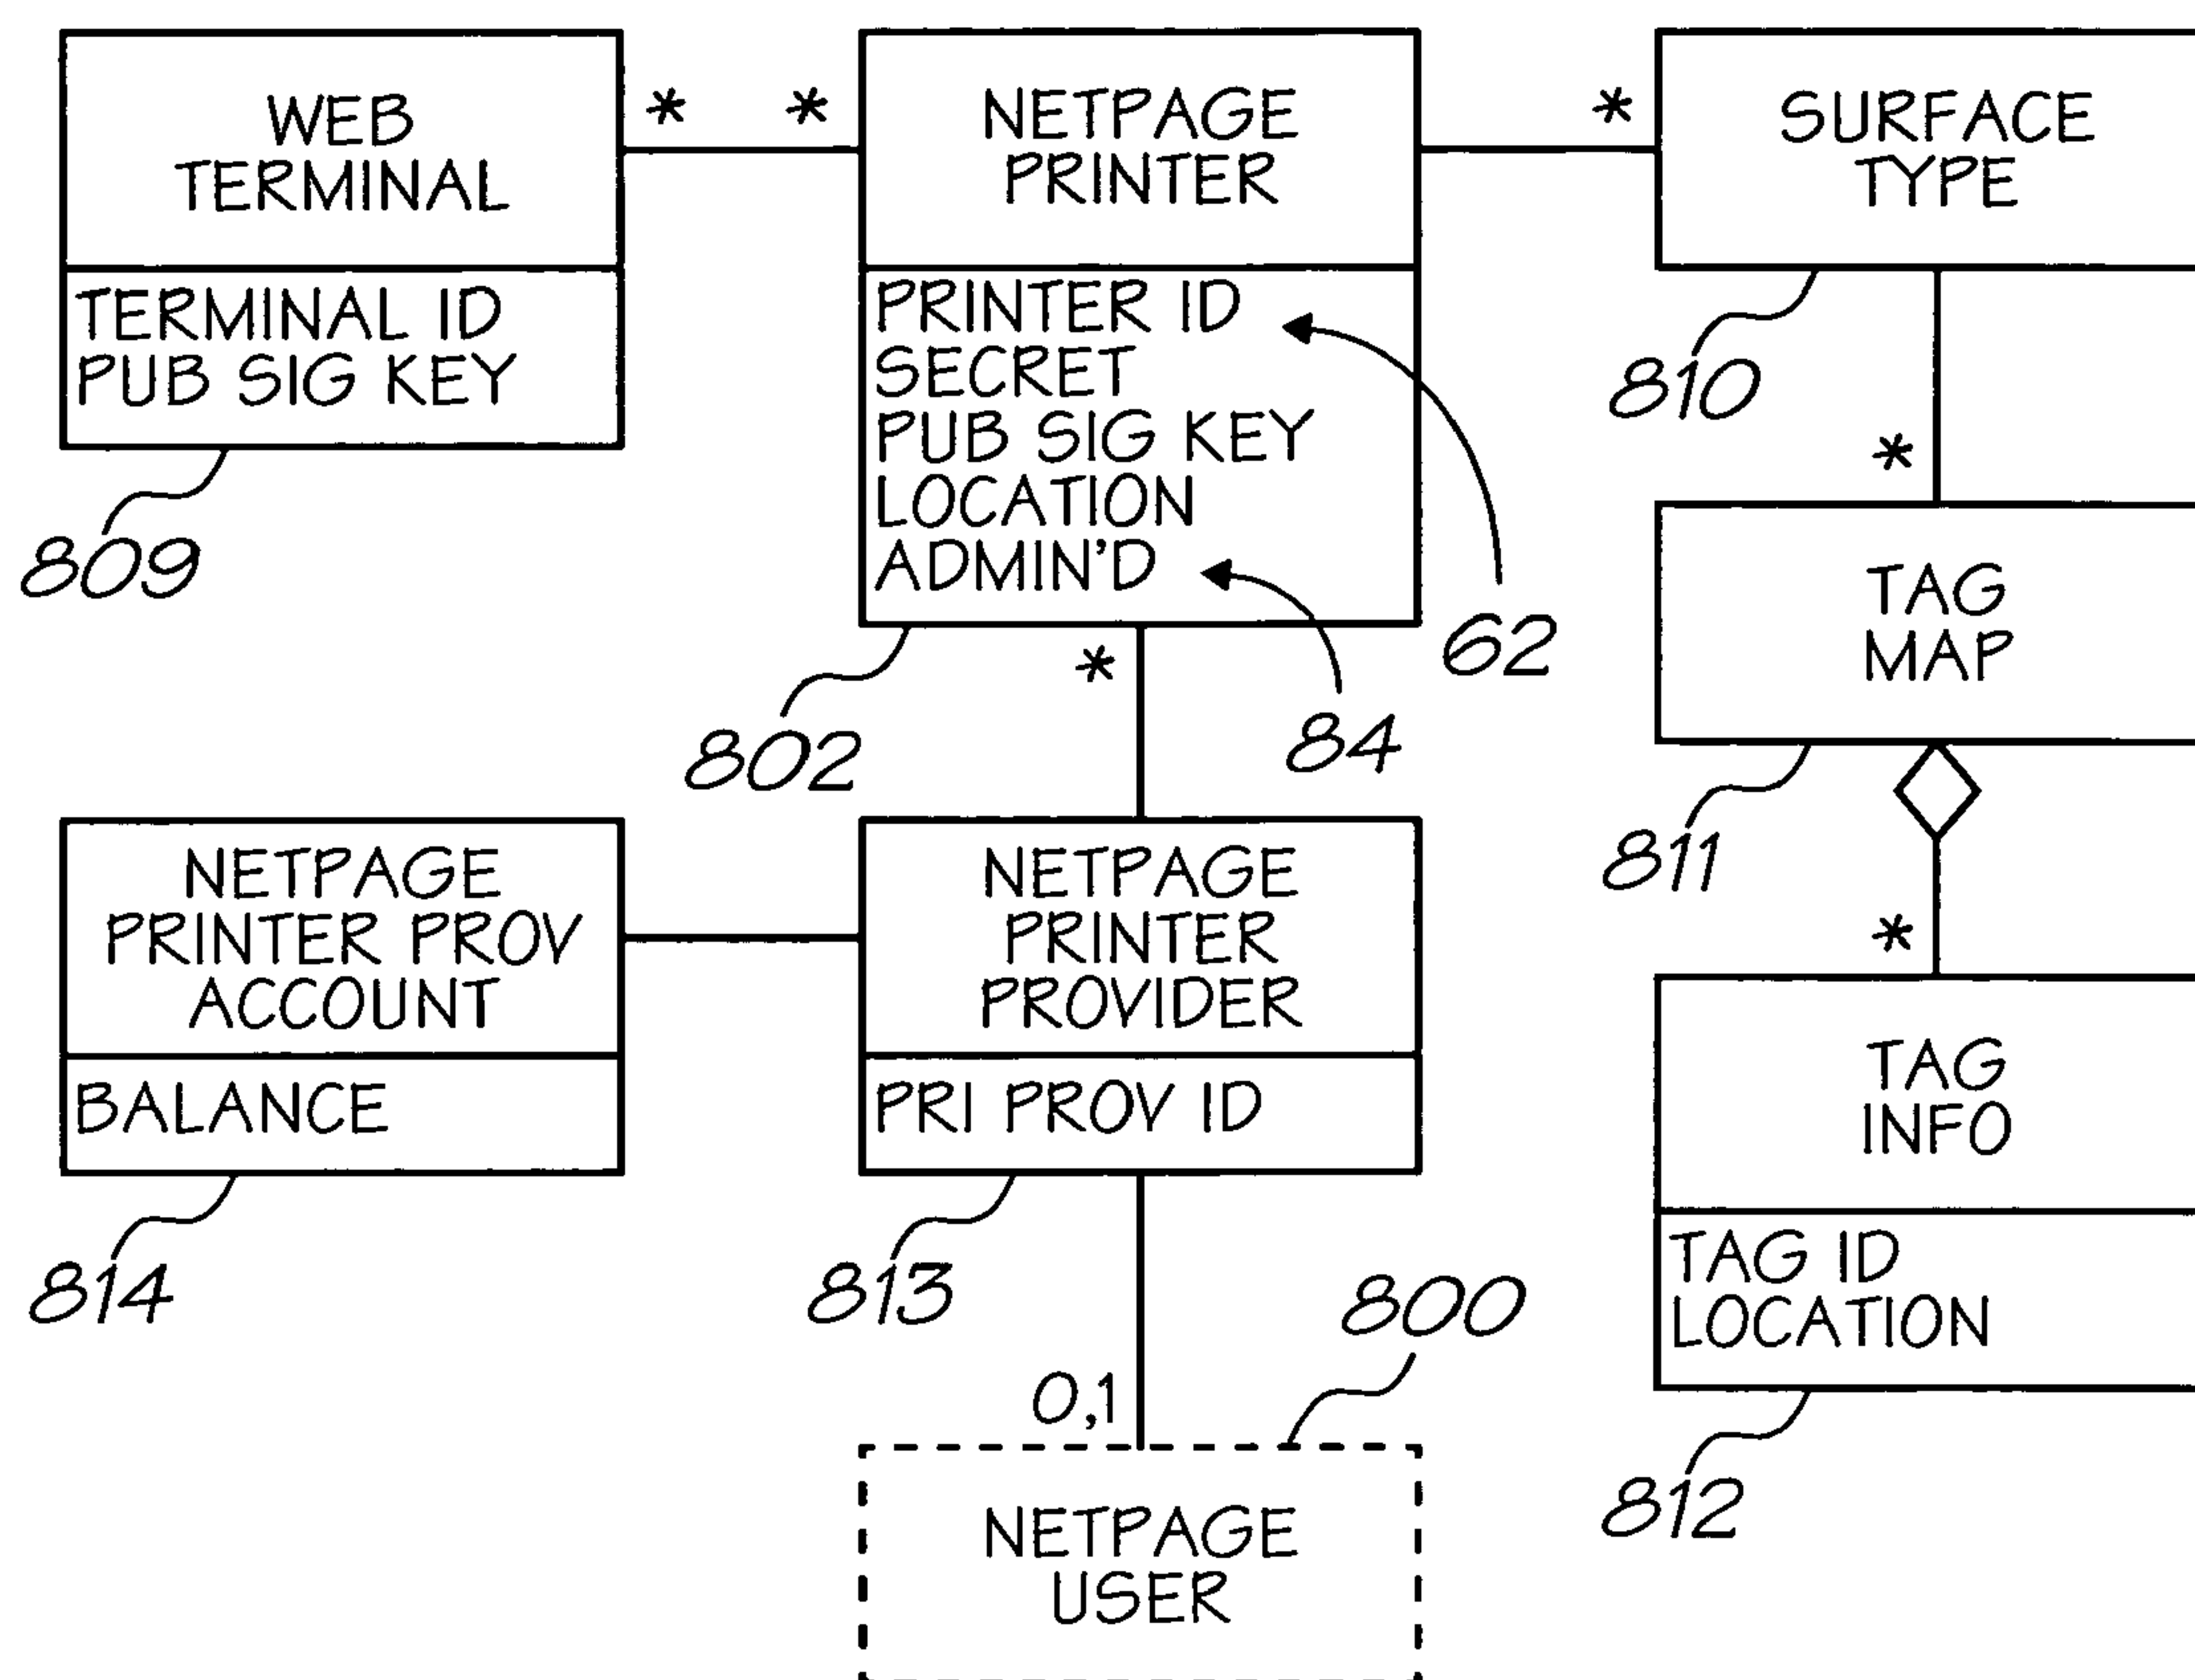 WEB
TERMINAL
TERMINAL ID
PUB SIG KEY
809
*
*
NETPAGE
PRINTER
PRINTER ID
SECRET
PUB SIG KEY
LOCATION
ADMIN'D
62
84
802
*
*
SURFACE
TYPE
810
*
TAG
MAP
811
*
TAG
INFO
TAG ID
LOCATION
812
NETPAGE
PRINTER PROV
ACCOUNT
BALANCE
814
NETPAGE
PRINTER
PROVIDER
PRI PROV ID
813
800
0,1
NETPAGE
USER